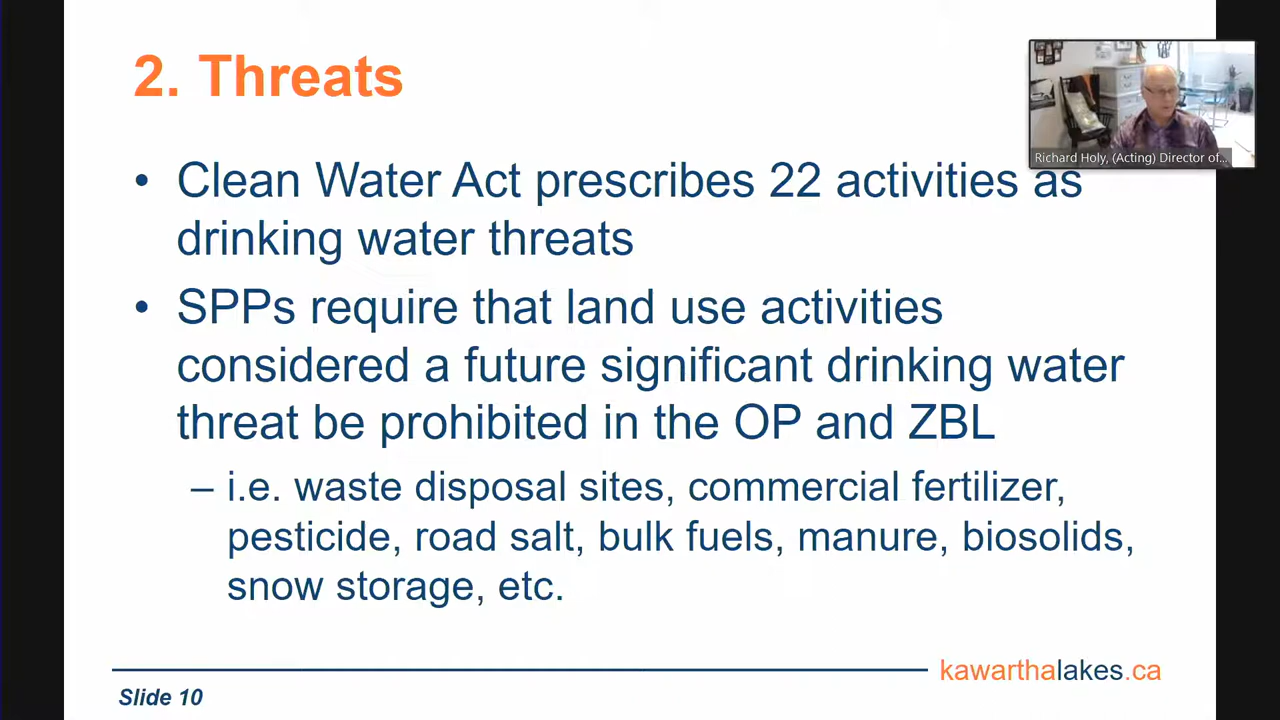 2. Threats
Richard Holy, (Acting) Director of...
• Clean Water Act prescribes 22 activities as
drinking water threats
• SPPs require that land use activities
considered a future significant drinking water
threat be prohibited in the OP and ZBL
– i.e. waste disposal sites, commercial fertilizer,
pesticide, road salt, bulk fuels, manure, biosolids,
snow storage, etc.
kawarthalakes.ca
Slide 10